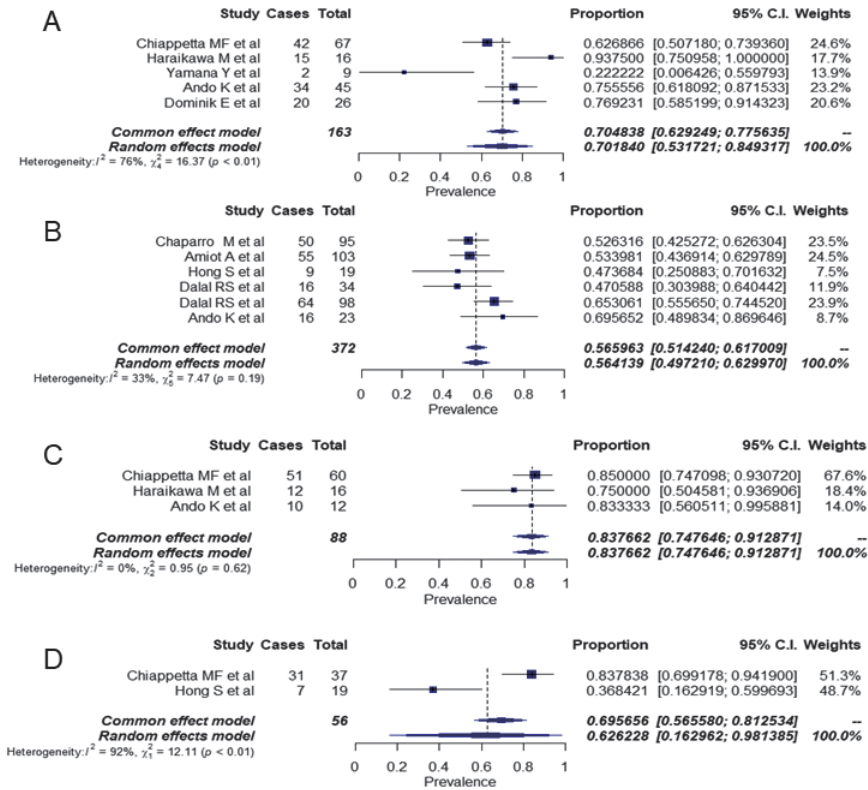 A
Study Cases Total Proportion 95% C.I. Weights
Chiappetta MF et al 42 67 0.626866 [0.507180; 0.739360] 24.6%
Haraikawa M et al 15 16 0.937500 [0.750958; 1.000000] 17.7%
Yamana Y et al 2 9 0.222222 [0.006426; 0.559793] 13.9%
Ando K et al 34 45 0.755556 [0.618092; 0.871533] 23.2%
Dominik E et al 20 26 0.769231 [0.585199; 0.914323] 20.6%
Common effect model 163 0.704838 [0.629249; 0.775635] --
Random effects model 0.701840 [0.531721; 0.849317] 100.0%
Heterogeneity: I² = 76%, χ²₄ = 16.37 (p < 0.01)
0 0.2 0.4 0.6 0.8 1
Prevalence
B
Study Cases Total Proportion 95% C.I. Weights
Chaparro M et al 50 95 0.526316 [0.425272; 0.626304] 23.5%
Amiot A et al 55 103 0.533981 [0.436914; 0.629789] 24.5%
Hong S et al 9 19 0.473684 [0.250883; 0.701632] 7.5%
Dalal RS et al 16 34 0.470588 [0.303988; 0.640442] 11.9%
Dalal RS et al 64 98 0.653061 [0.555650; 0.744520] 23.9%
Ando K et al 16 23 0.695652 [0.489834; 0.869646] 8.7%
Common effect model 372 0.565963 [0.514240; 0.617009] --
Random effects model 0.564139 [0.497210; 0.629970] 100.0%
Heterogeneity: I² = 33%, χ²₅ = 7.47 (p = 0.19)
0 0.2 0.4 0.6 0.8 1
Prevalence
C
Study Cases Total Proportion 95% C.I. Weights
Chiappetta MF et al 51 60 0.850000 [0.747098; 0.930720] 67.6%
Haraikawa M et al 12 16 0.750000 [0.504581; 0.936906] 18.4%
Ando K et al 10 12 0.833333 [0.560511; 0.995881] 14.0%
Common effect model 88 0.837662 [0.747646; 0.912871] --
Random effects model 0.837662 [0.747646; 0.912871] 100.0%
Heterogeneity: I² = 0%, χ²₂ = 0.95 (p = 0.62)
0 0.2 0.4 0.6 0.8 1
Prevalence
D
Study Cases Total Proportion 95% C.I. Weights
Chiappetta MF et al 31 37 0.837838 [0.699178; 0.941900] 51.3%
Hong S et al 7 19 0.368421 [0.162919; 0.599693] 48.7%
Common effect model 56 0.695656 [0.565580; 0.812534] --
Random effects model 0.626228 [0.162962; 0.981385] 100.0%
Heterogeneity: I² = 92%, χ²₁ = 12.11 (p < 0.01)
0 0.2 0.4 0.6 0.8 1
Prevalence